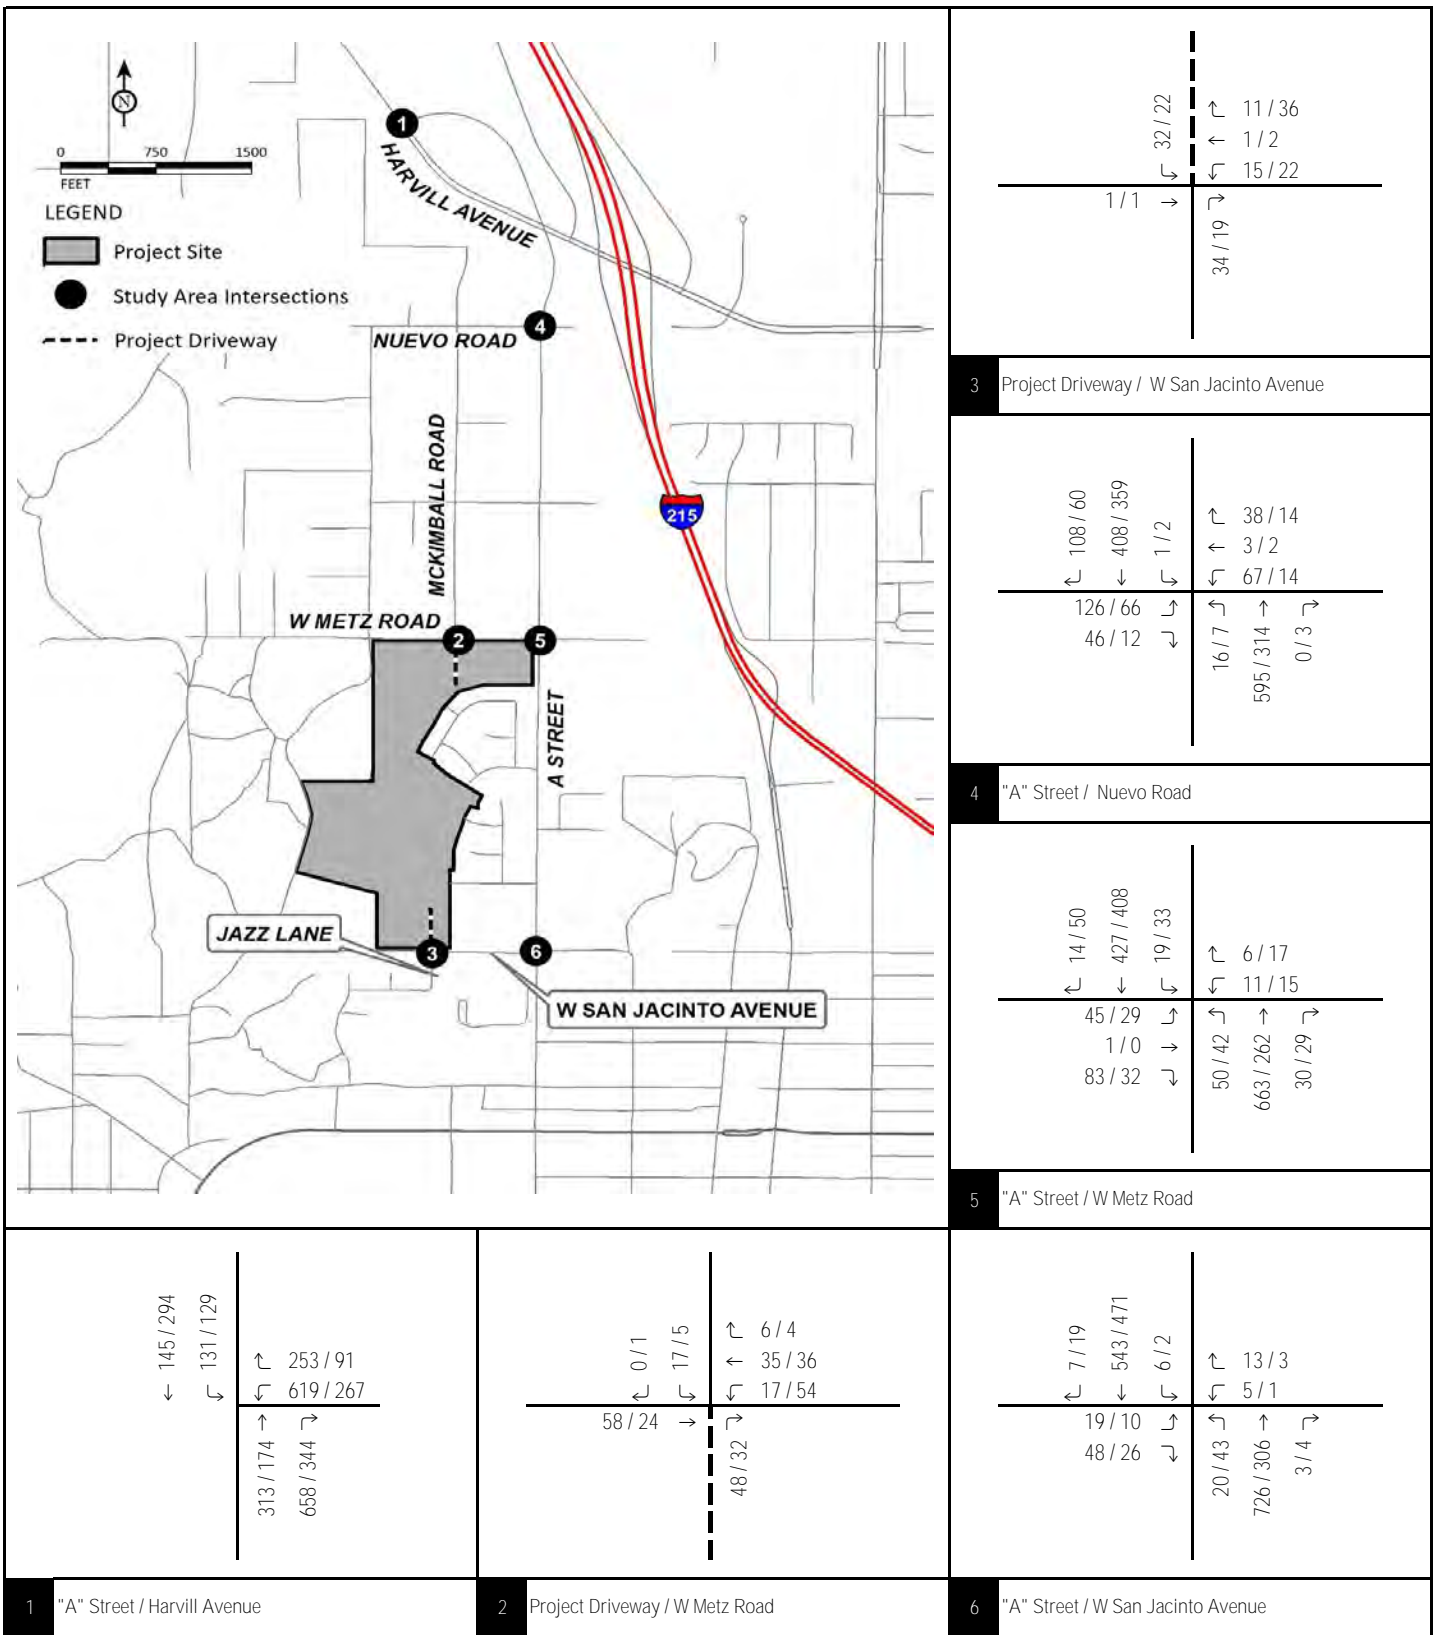 N
0 750 1500
FEET
LEGEND
Project Site
Study Area Intersections
Project Driveway
1
HARVILL AVENUE
NUEVO ROAD
4
MCKIMBALL ROAD
215
W METZ ROAD
2
5
A STREET
JAZZ LANE
3
6
W SAN JACINTO AVENUE
32 / 22
11 / 36
1 / 2
15 / 22
1 / 1
34 / 19
3 Project Driveway / W San Jacinto Avenue
108 / 60
408 / 359
1 / 2
38 / 14
3 / 2
67 / 14
126 / 66
46 / 12
16 / 7
595 / 314
0 / 3
4 "A" Street / Nuevo Road
14 / 50
427 / 408
19 / 33
6 / 17
11 / 15
45 / 29
1 / 0
83 / 32
50 / 42
663 / 262
30 / 29
5 "A" Street / W Metz Road
145 / 294
131 / 129
253 / 91
619 / 267
313 / 174
658 / 344
1 "A" Street / Harvill Avenue
0 / 1
17 / 5
6 / 4
35 / 36
17 / 54
58 / 24
48 / 32
2 Project Driveway / W Metz Road
7 / 19
543 / 471
6 / 2
13 / 3
5 / 1
19 / 10
48 / 26
20 / 43
726 / 306
3 / 4
6 "A" Street / W San Jacinto Avenue